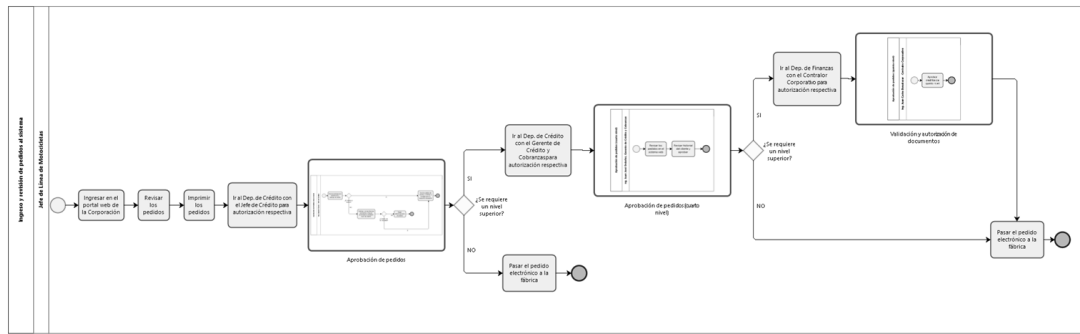 Ingreso y revisión de pedidos al sistema
Jefe de Línea de Motocicletas
Ingresar en el
portal web de
la Corporación
Revisar
los
pedidos
Imprimir
los
pedidos
Ir al Dep. de Crédito con
el Jefe de Crédito para
autorización respectiva
Aprobación de pedidos
¿Se requiere
un nivel
superior?
SI
NO
Ir al Dep. de Crédito
con el Gerente de
Crédito y
Cobranzaspara
autorización respectiva
Pasar el pedido
electrónico a la
fábrica
Aprobación de pedidos (cuarto
nivel)
¿Se requiere
un nivel
superior?
SI
NO
Ir al Dep. de Finanzas
con el Contralor
Corporativo para
autorización respectiva
Validación y autorización de
documentos
Pasar el pedido
electrónico a la
fábrica